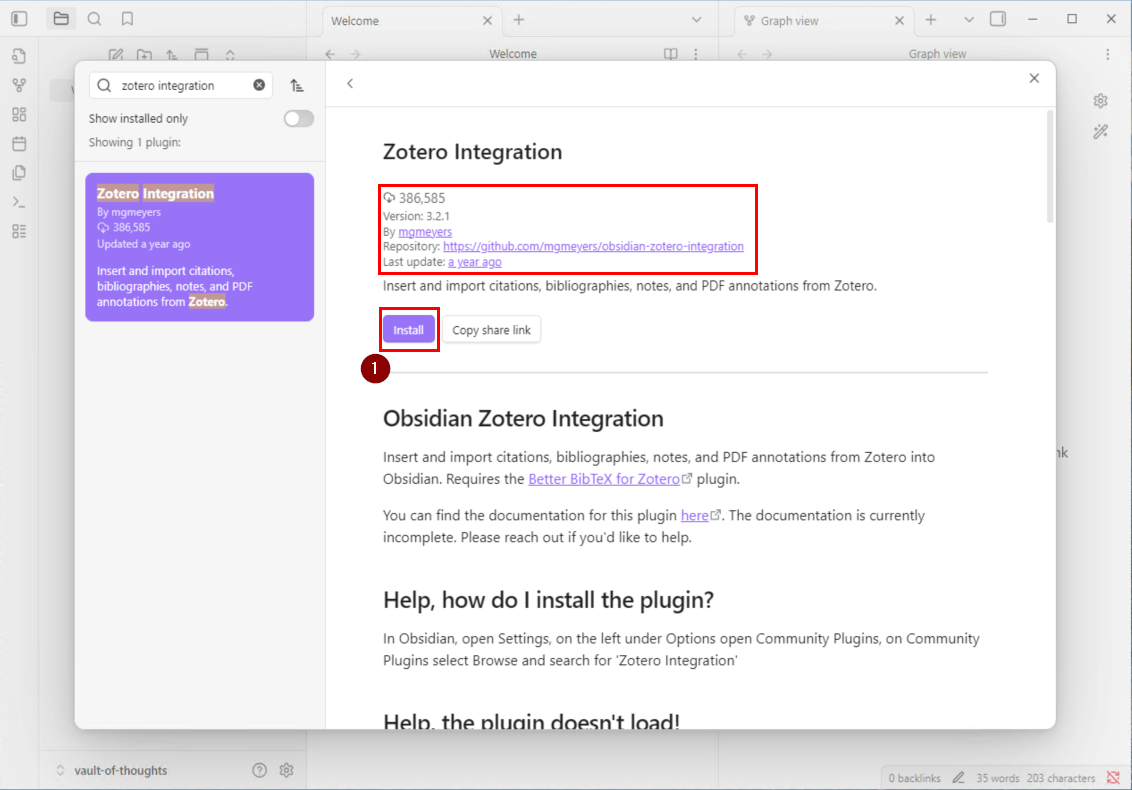 Welcome
Graph view
Welcome
Graph view
zotero integration
Show installed only
Showing 1 plugin:
Zotero Integration
By mgmeyers
386,585
Updated a year ago
Insert and import citations,
bibliographies, notes, and PDF
annotations from Zotero.
Zotero Integration
386,585
Version: 3.2.1
By mgmeyers
Repository: https://github.com/mgmeyers/obsidian-zotero-integration
Last update: a year ago
Insert and import citations, bibliographies, notes, and PDF annotations from Zotero.
Install
Copy share link
1
Obsidian Zotero Integration
Insert and import citations, bibliographies, notes, and PDF annotations from Zotero into
Obsidian. Requires the Better BibTeX for Zotero plugin.
You can find the documentation for this plugin here. The documentation is currently
incomplete. Please reach out if you'd like to help.
Help, how do I install the plugin?
In Obsidian, open Settings, on the left under Options open Community Plugins, on Community
Plugins select Browse and search for 'Zotero Integration'
Help, the plugin doesn't load!
vault-of-thoughts
0 backlinks
35 words
203 characters